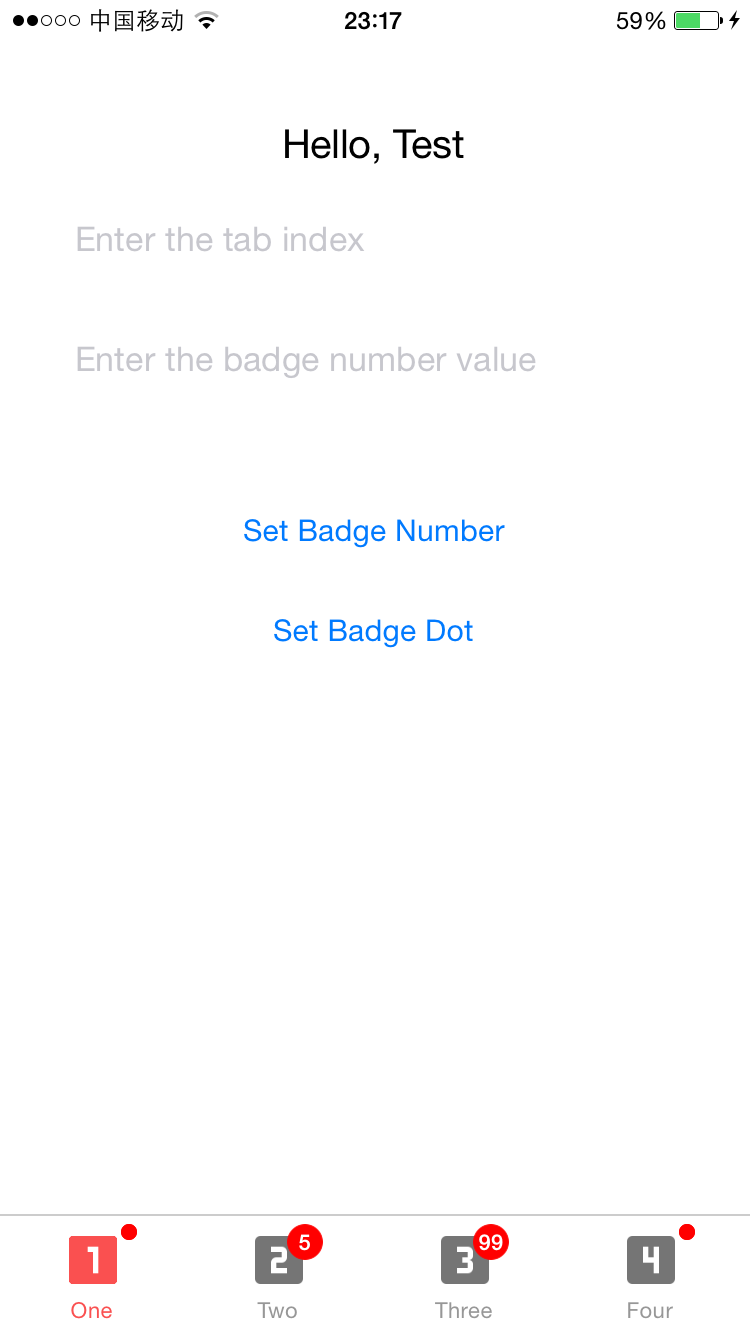 中国移动 23:17 59%
Hello, Test
Enter the tab index
Enter the badge number value
Set Badge Number
Set Badge Dot
1 2 5 3 99 4
One Two Three Four